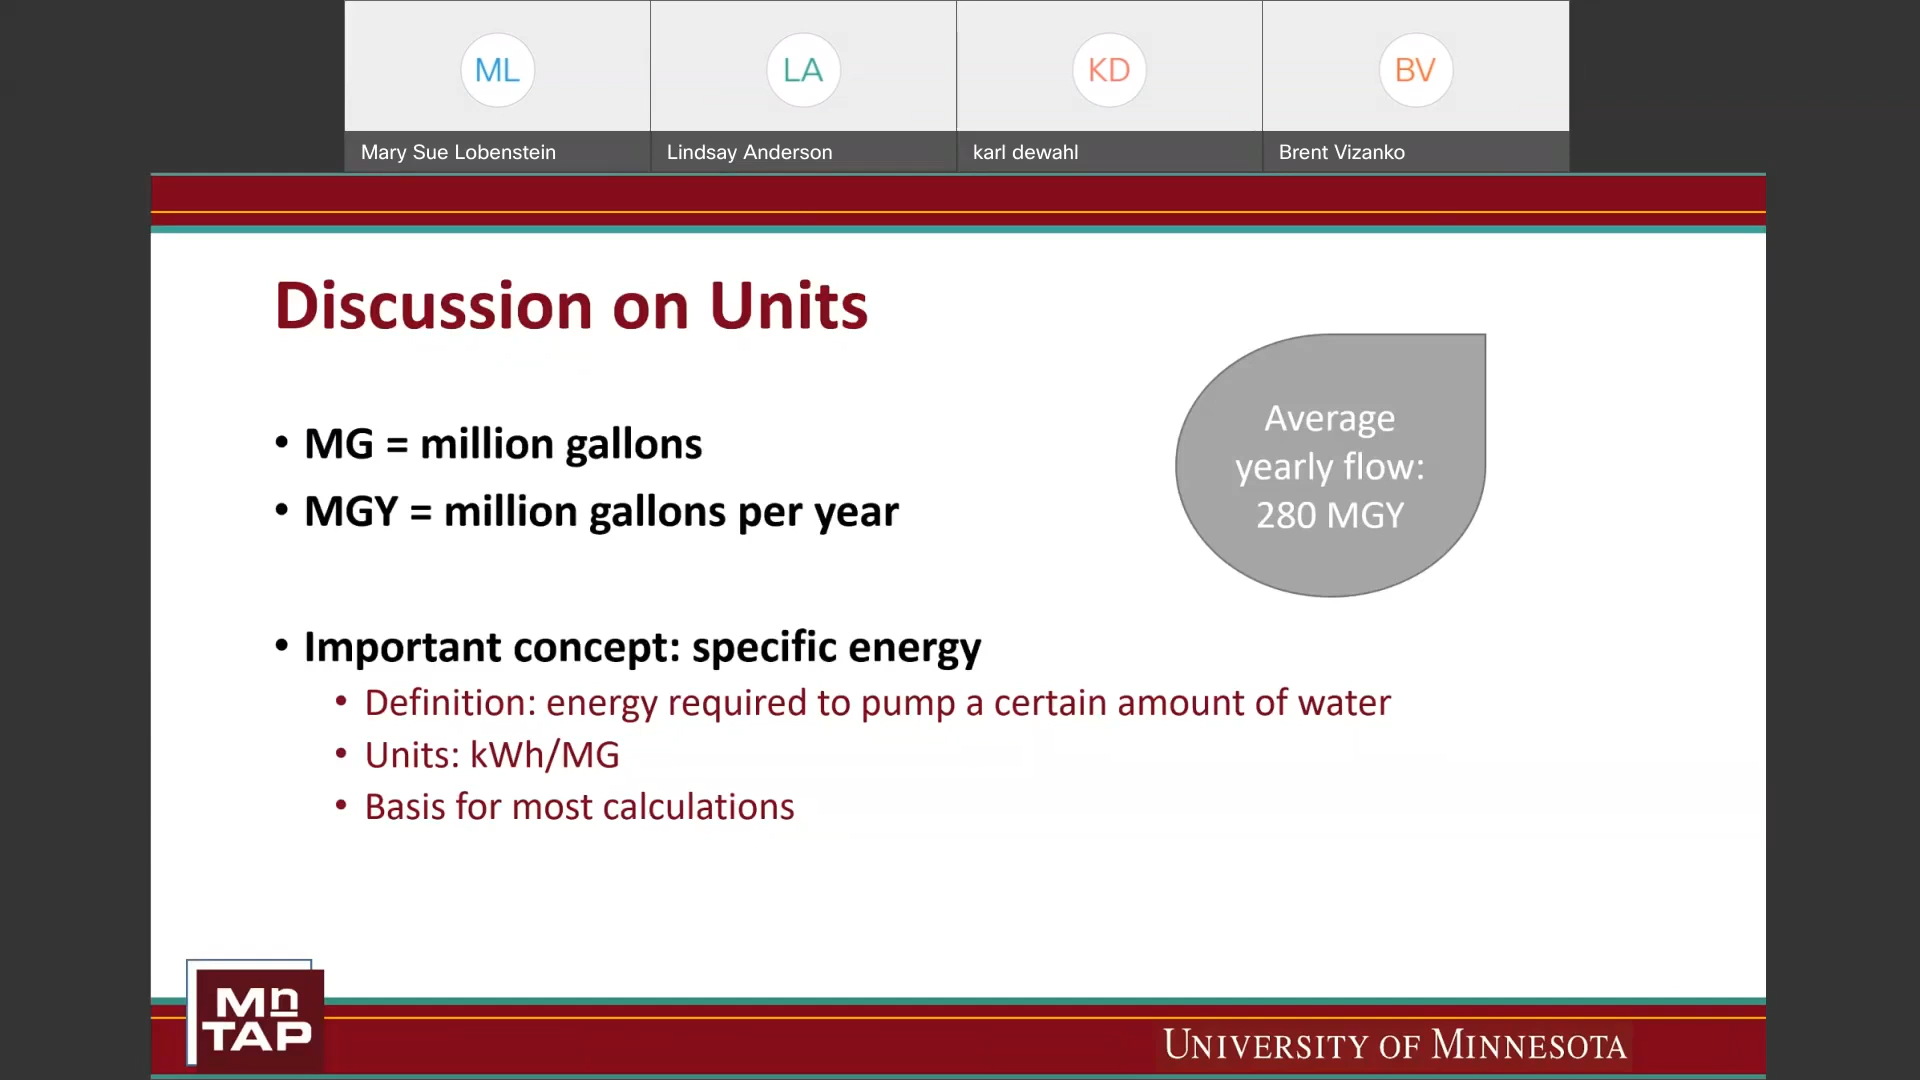 ML
LA
KD
BV
Mary Sue Lobenstein
Lindsay Anderson
karl dewahl
Brent Vizanko
Discussion on Units
• MG = million gallons
• MGY = million gallons per year
Average
yearly flow:
280 MGY
• Important concept: specific energy
• Definition: energy required to pump a certain amount of water
• Units: kWh/MG
• Basis for most calculations
Mn
TAP
UNIVERSITY OF MINNESOTA